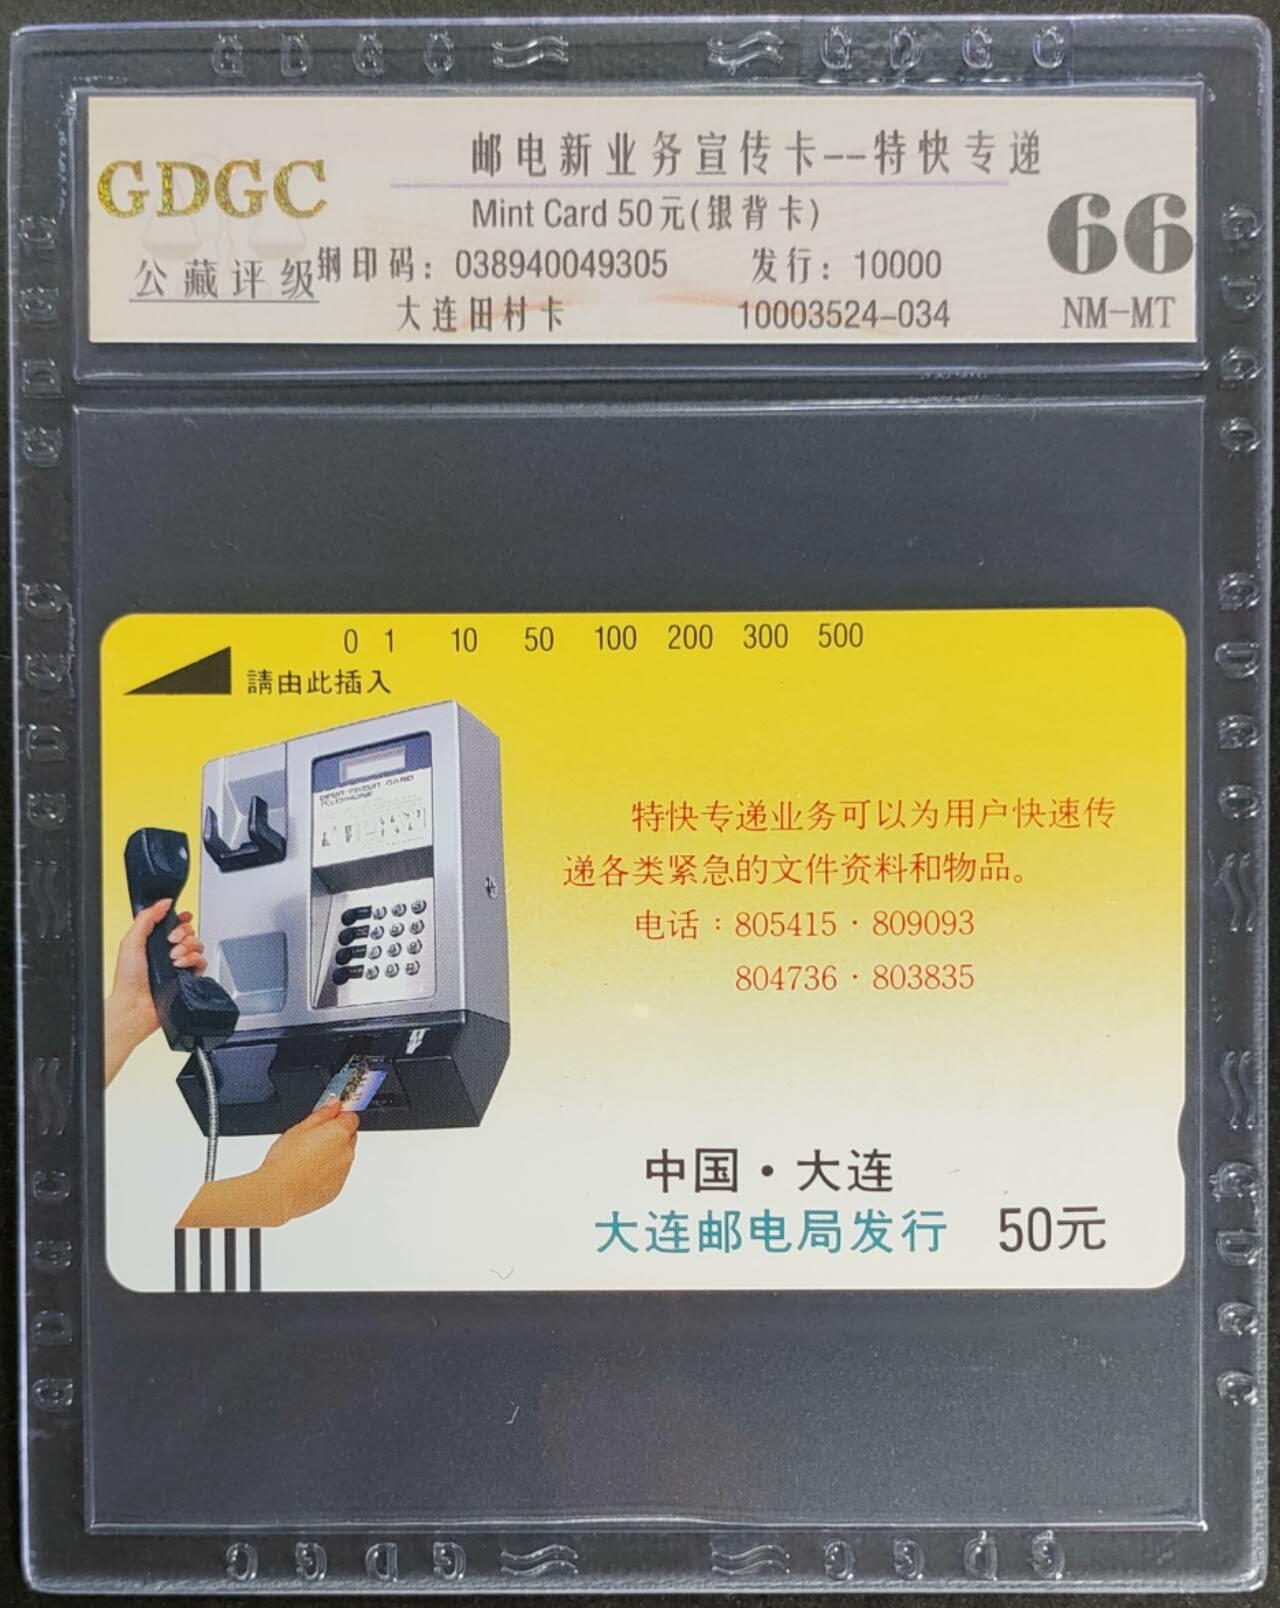 G D G C G D G C
邮电新业务宣传卡--特快专递
GDGC
Mint Card 50元(银背卡)
66
公藏评级
钢印码：038940049305 发行：10000
大连田村卡 10003524-034 NM-MT
0 1 10 50 100 200 300 500
請由此插入
特快专递业务可以为用户快速传
递各类紧急的文件资料和物品。
电话：805415·809093
804736·803835
中国·大连
大连邮电局发行 50元